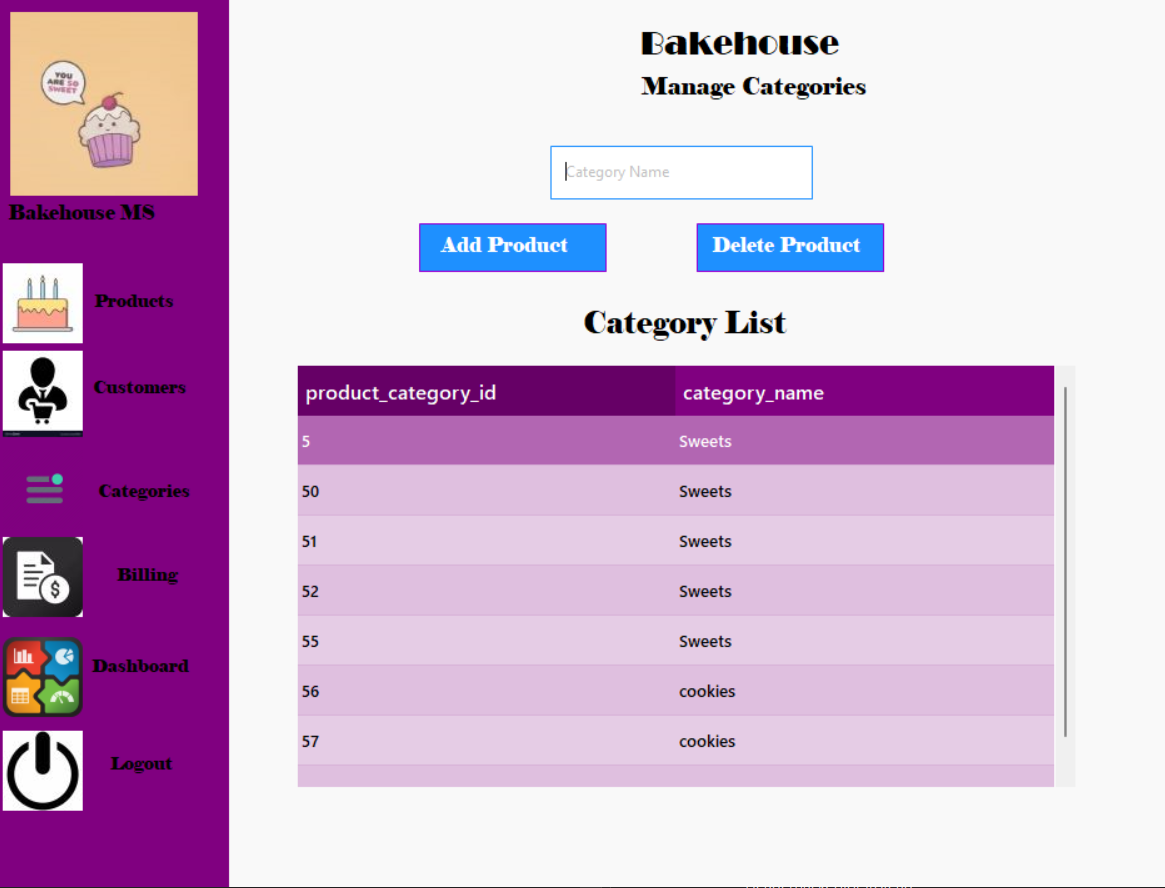 YOU
ARE SO
SWEET
Bakehouse MS
Products
Customers
Categories
Billing
Dashboard
Logout
Bakehouse
Manage Categories
Category Name
Add Product
Delete Product
Category List
product_category_id category_name
5 Sweets
50 Sweets
51 Sweets
52 Sweets
55 Sweets
56 cookies
57 cookies